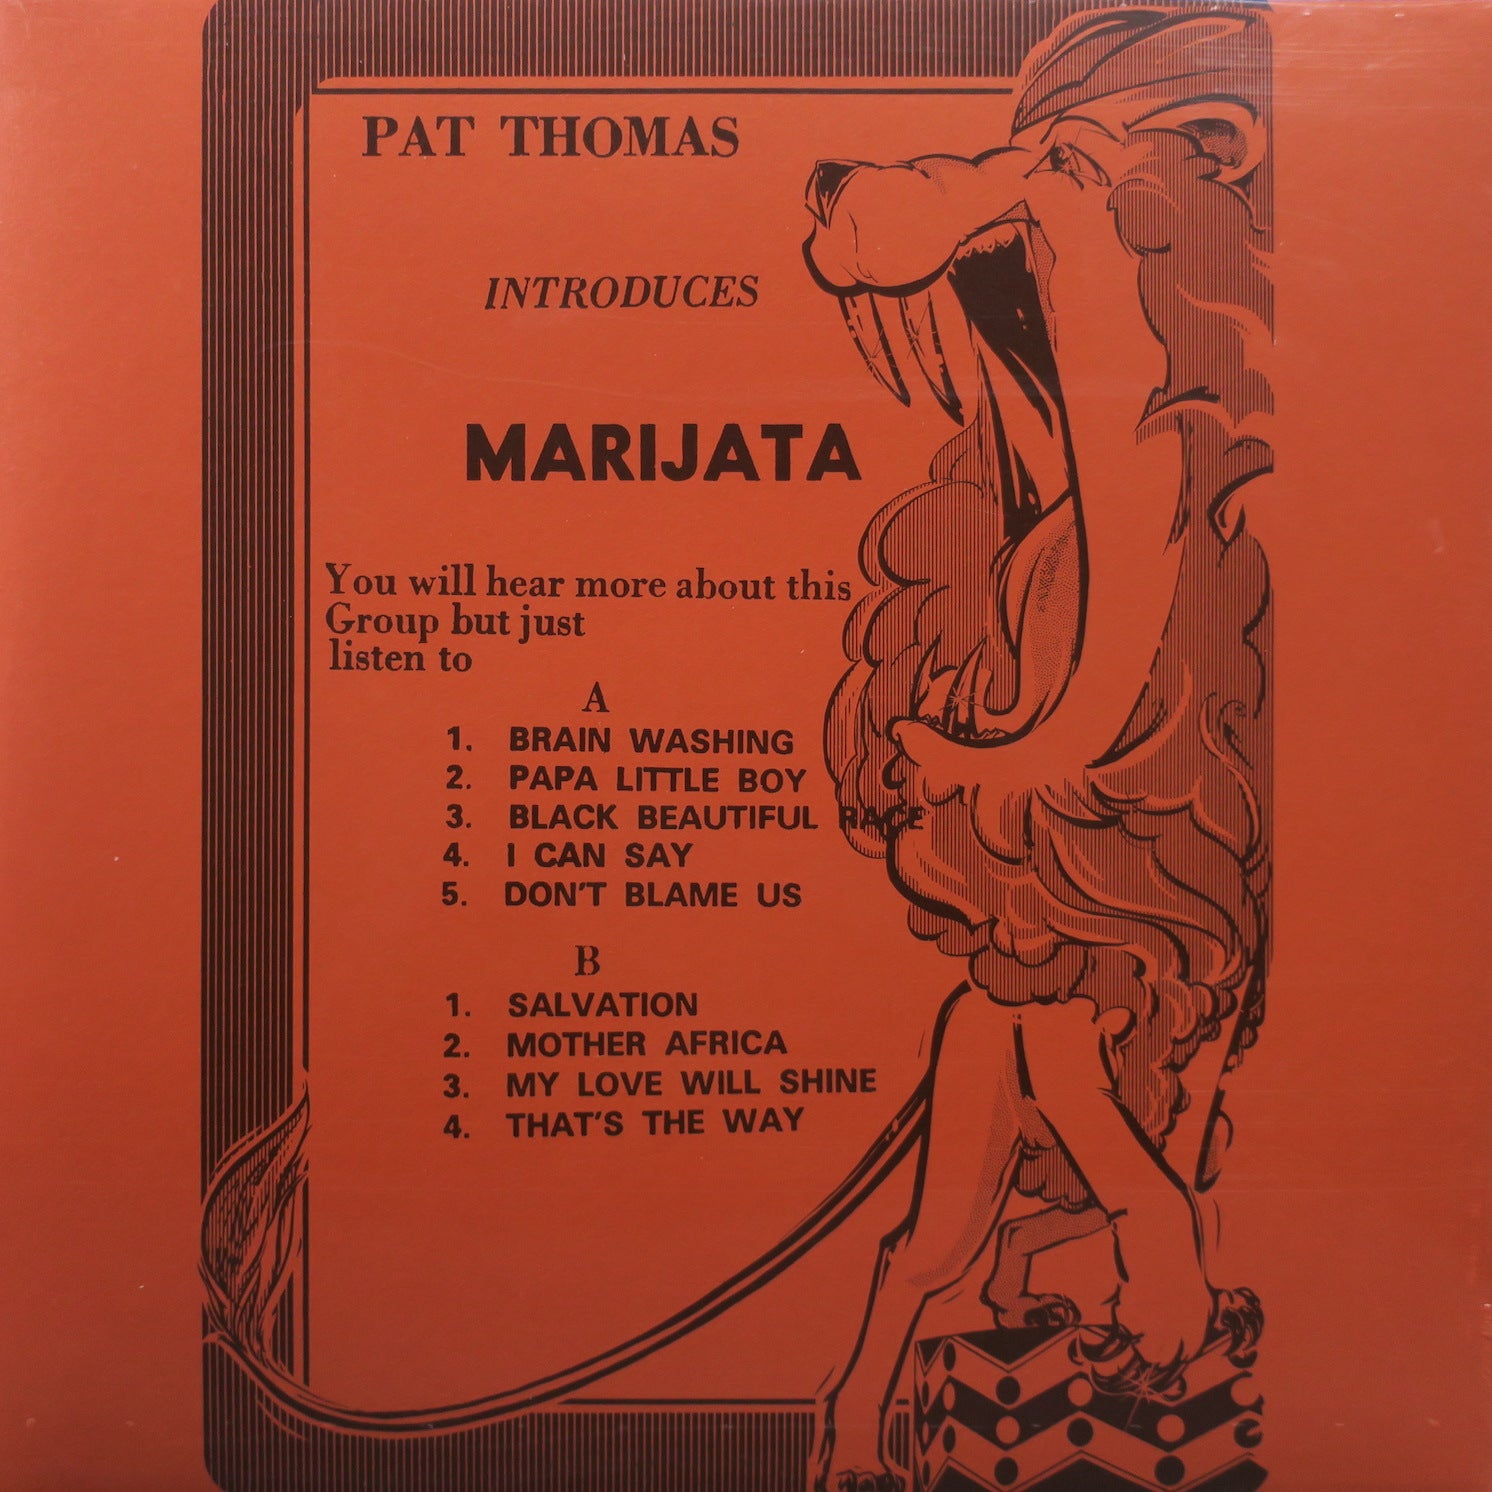 PAT THOMAS
INTRODUCES
MARIJATA
You will hear more about this
Group but just
listen to
A
1. BRAIN WASHING
2. PAPA LITTLE BOY
3. BLACK BEAUTIFUL RACE
4. I CAN SAY
5. DON'T BLAME US
B
1. SALVATION
2. MOTHER AFRICA
3. MY LOVE WILL SHINE
4. THAT'S THE WAY